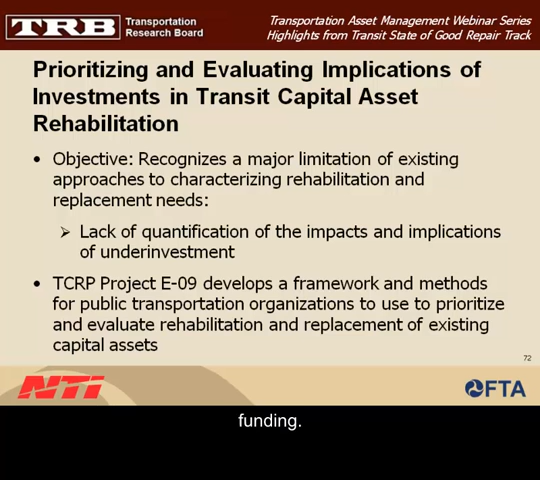 TRB
Transportation
Research Board
Transportation Asset Management Webinar Series
Highlights from Transit State of Good Repair Track
Prioritizing and Evaluating Implications of
Investments in Transit Capital Asset
Rehabilitation
• Objective: Recognizes a major limitation of existing
approaches to characterizing rehabilitation and
replacement needs:
➢ Lack of quantification of the impacts and implications
of underinvestment
• TCRP Project E-09 develops a framework and methods
for public transportation organizations to use to prioritize
and evaluate rehabilitation and replacement of existing
capital assets
72
NTI
FTA
funding.